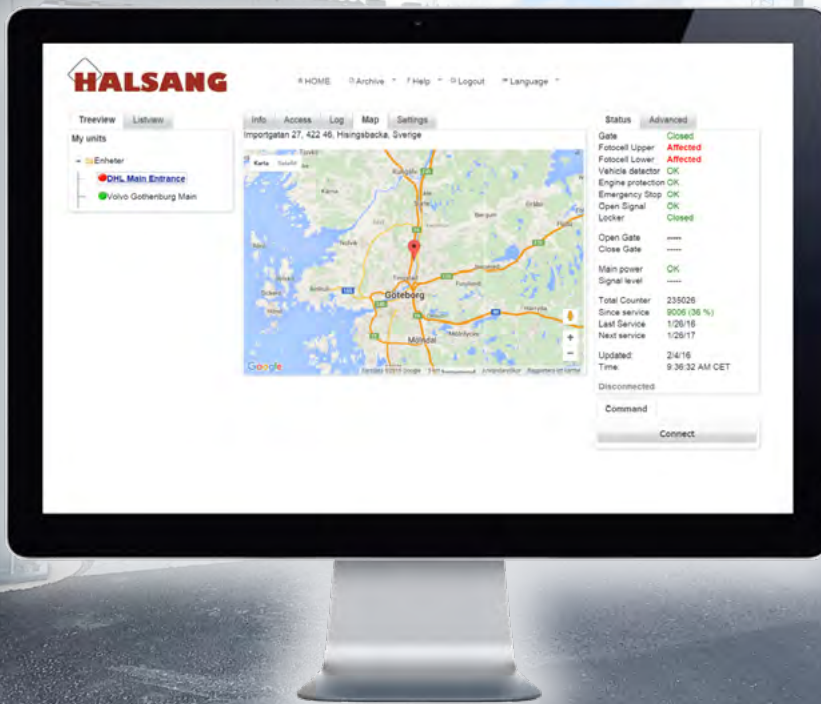 HALSANG
HOME Archive Help Logout Language
Treeview Listview
My units
Enheter
DHL Main Entrance
Volvo Gothenburg Main
Info Access Log Map Settings
Importgatan 27, 422 46, Hisingsbacka, Sverige
Karta Satellit
Göteborg
Mölndal
Google
Status Advanced
Gate Closed
Fotocell Upper Affected
Fotocell Lower Affected
Vehicle detector OK
Engine protection OK
Emergency Stop OK
Open Signal OK
Locker Closed
Open Gate -----
Close Gate -----
Main power OK
Signal level -----
Total Counter 235026
Since service 9006 (36 %)
Last Service 1/26/16
Next service 1/26/17
Updated: 2/4/16
Time: 9:36:32 AM CET
Disconnected
Command
Connect